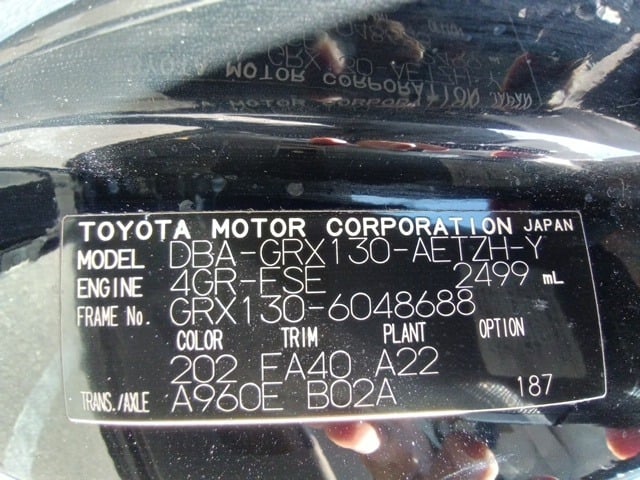 TOYOTA MOTOR CORPORATION JAPAN
MODEL DBA-GRX130-AETZH-Y
ENGINE 4GR-FSE 2499 mL
FRAME No. GRX130-6048688
COLOR TRIM PLANT OPTION
202 FA40 A22
TRANS./AXLE A960E B02A 187